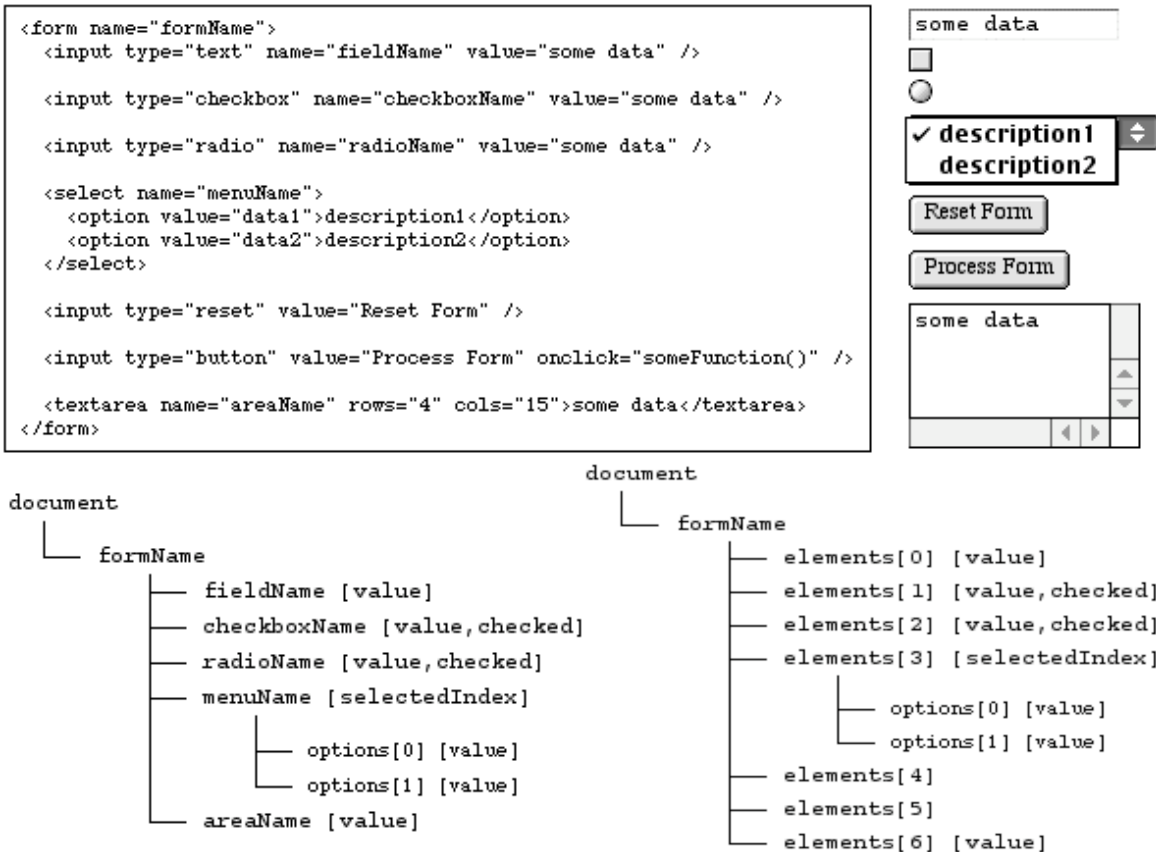 <form name="formName">
<input type="text" name="fieldName" value="some data" />
<input type="checkbox" name="checkboxName" value="some data" />
<input type="radio" name="radioName" value="some data" />
<select name="menuName">
<option value="data1">description1</option>
<option value="data2">description2</option>
</select>
<input type="reset" value="Reset Form" />
<input type="button" value="Process Form" onclick="someFunction()" />
<textarea name="areaName" rows="4" cols="15">some data</textarea>
</form>
some data
✓ description1
description2
Reset Form
Process Form
some data
document
formName
fieldName [value]
checkboxName [value,checked]
radioName [value,checked]
menuName [selectedIndex]
options[0] [value]
options[1] [value]
areaName [value]
document
formName
elements[0] [value]
elements[1] [value,checked]
elements[2] [value,checked]
elements[3] [selectedIndex]
options[0] [value]
options[1] [value]
elements[4]
elements[5]
elements[6] [value]